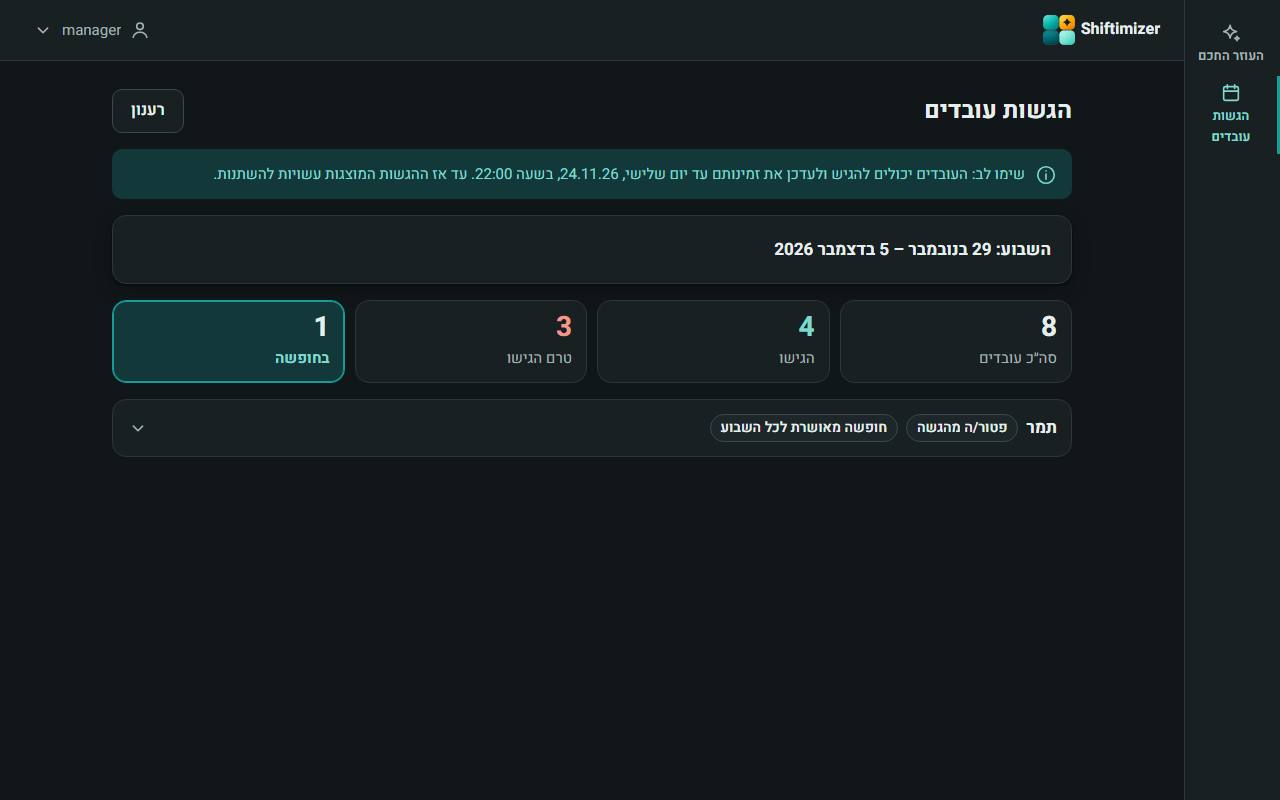 Shiftimizer
manager
העוזר החכם
הגשות
עובדים
הגשות עובדים
רענון
שימו לב: העובדים יכולים להגיש ולעדכן את זמינותם עד יום שלישי, 24.11.26, בשעה 22:00. עד אז ההגשות המוצגות עשויות להשתנות.
השבוע: 29 בנובמבר – 5 בדצמבר 2026
8
סה״כ עובדים
4
הגישו
3
טרם הגישו
1
בחופשה
תמר פטור/ה מהגשה חופשה מאושרת לכל השבוע